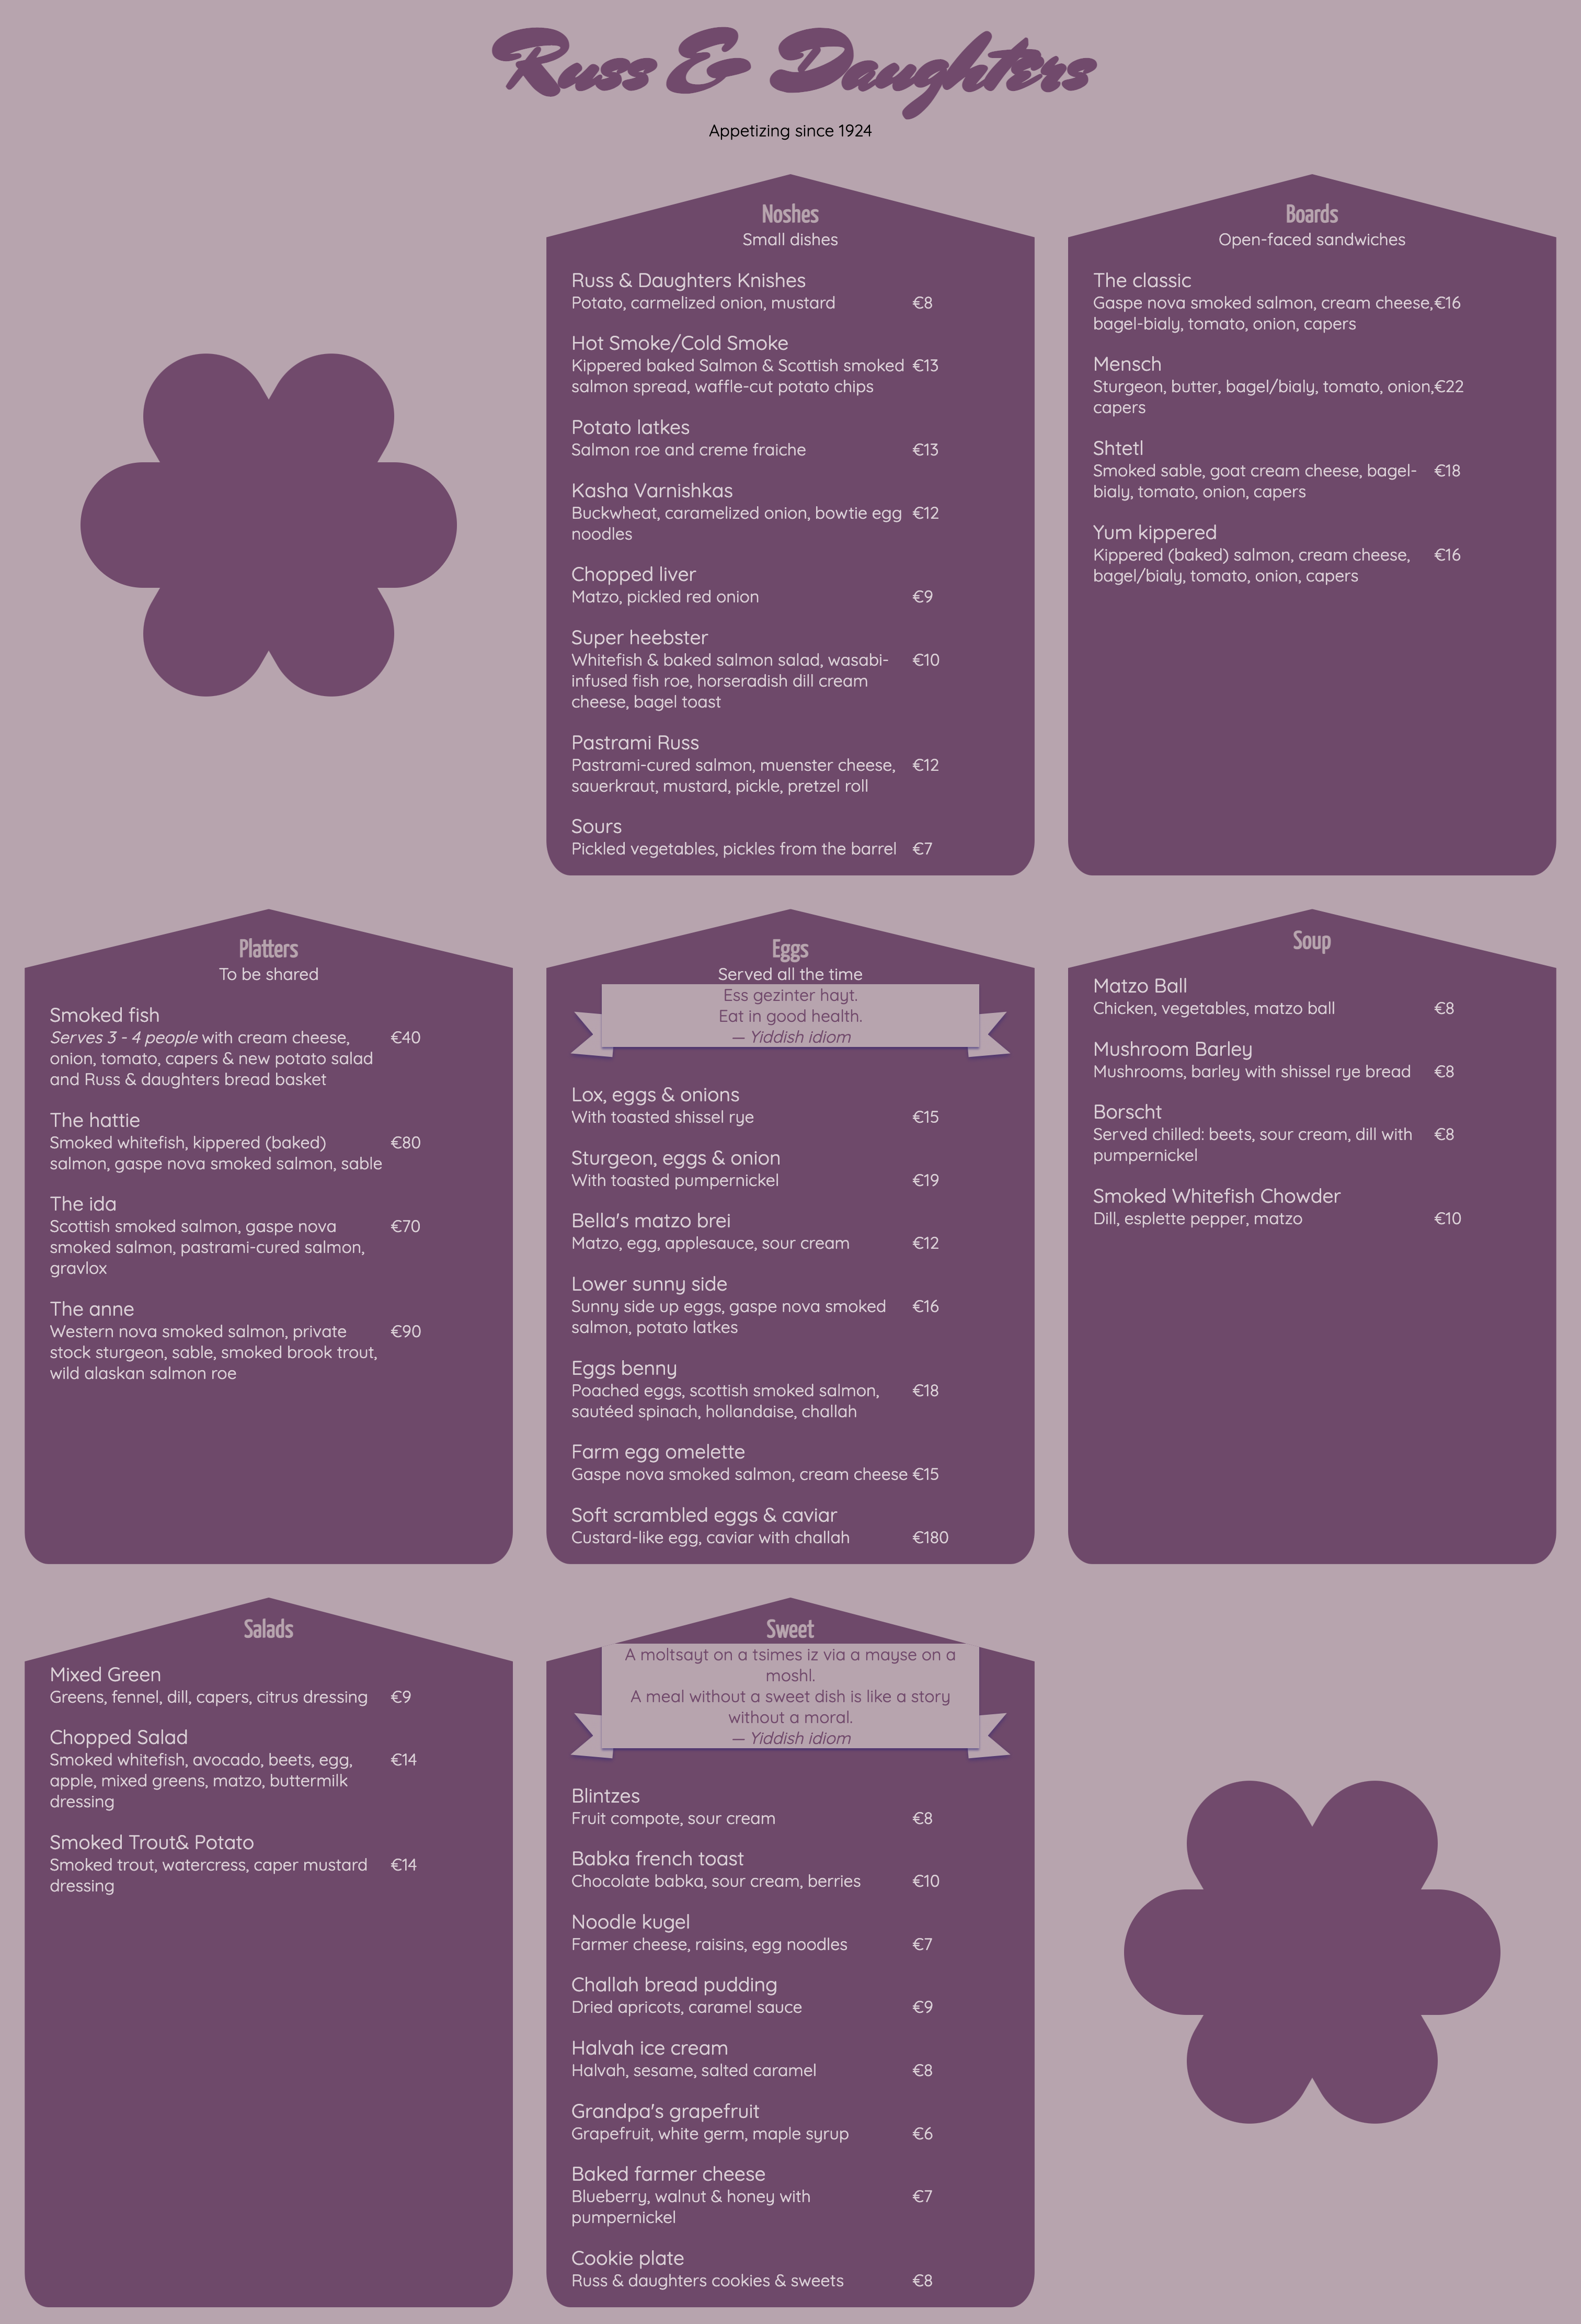 Russ & Daughters
Appetizing since 1924
Noshes
Small dishes
Russ & Daughters Knishes
Potato, carmelized onion, mustard €8
Hot Smoke/Cold Smoke
Kippered baked Salmon & Scottish smoked €13
salmon spread, waffle-cut potato chips
Potato latkes
Salmon roe and creme fraiche €13
Kasha Varnishkas
Buckwheat, caramelized onion, bowtie egg €12
noodles
Chopped liver
Matzo, pickled red onion €9
Super heebster
Whitefish & baked salmon salad, wasabi- €10
infused fish roe, horseradish dill cream
cheese, bagel toast
Pastrami Russ
Pastrami-cured salmon, muenster cheese, €12
sauerkraut, mustard, pickle, pretzel roll
Sours
Pickled vegetables, pickles from the barrel €7
Boards
Open-faced sandwiches
The classic
Gaspe nova smoked salmon, cream cheese, €16
bagel-bialy, tomato, onion, capers
Mensch
Sturgeon, butter, bagel/bialy, tomato, onion, €22
capers
Shtetl
Smoked sable, goat cream cheese, bagel- €18
bialy, tomato, onion, capers
Yum kippered
Kippered (baked) salmon, cream cheese, €16
bagel/bialy, tomato, onion, capers
Platters
To be shared
Smoked fish
Serves 3 - 4 people with cream cheese, €40
onion, tomato, capers & new potato salad
and Russ & daughters bread basket
The hattie
Smoked whitefish, kippered (baked) €80
salmon, gaspe nova smoked salmon, sable
The ida
Scottish smoked salmon, gaspe nova €70
smoked salmon, pastrami-cured salmon,
gravlox
The anne
Western nova smoked salmon, private €90
stock sturgeon, sable, smoked brook trout,
wild alaskan salmon roe
Eggs
Served all the time
Ess gezinter hayt.
Eat in good health.
— Yiddish idiom
Lox, eggs & onions
With toasted shissel rye €15
Sturgeon, eggs & onion
With toasted pumpernickel €19
Bella's matzo brei
Matzo, egg, applesauce, sour cream €12
Lower sunny side
Sunny side up eggs, gaspe nova smoked €16
salmon, potato latkes
Eggs benny
Poached eggs, scottish smoked salmon, €18
sautéed spinach, hollandaise, challah
Farm egg omelette
Gaspe nova smoked salmon, cream cheese €15
Soft scrambled eggs & caviar
Custard-like egg, caviar with challah €180
Soup
Matzo Ball
Chicken, vegetables, matzo ball €8
Mushroom Barley
Mushrooms, barley with shissel rye bread €8
Borscht
Served chilled: beets, sour cream, dill with €8
pumpernickel
Smoked Whitefish Chowder
Dill, esplette pepper, matzo €10
Salads
Mixed Green
Greens, fennel, dill, capers, citrus dressing €9
Chopped Salad
Smoked whitefish, avocado, beets, egg, €14
apple, mixed greens, matzo, buttermilk
dressing
Smoked Trout& Potato
Smoked trout, watercress, caper mustard €14
dressing
Sweet
A moltsayt on a tsimes iz via a mayse on a
moshl.
A meal without a sweet dish is like a story
without a moral.
— Yiddish idiom
Blintzes
Fruit compote, sour cream €8
Babka french toast
Chocolate babka, sour cream, berries €10
Noodle kugel
Farmer cheese, raisins, egg noodles €7
Challah bread pudding
Dried apricots, caramel sauce €9
Halvah ice cream
Halvah, sesame, salted caramel €8
Grandpa's grapefruit
Grapefruit, white germ, maple syrup €6
Baked farmer cheese
Blueberry, walnut & honey with €7
pumpernickel
Cookie plate
Russ & daughters cookies & sweets €8